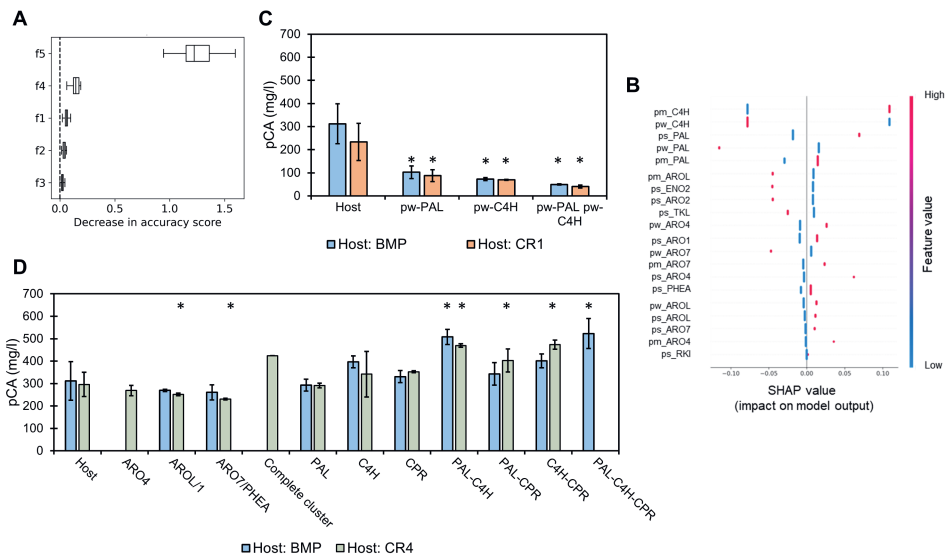 A
f5
f4
f1
f2
f3
0.0
0.5
1.0
1.5
Decrease in accuracy score
C
pCA (mg/l)
700
600
500
400
300
200
100
0
* * * * * *
Host
pw-PAL
pw-C4H
pw-PAL pw-
C4H
Host: BMP
Host: CR1
B
pm_C4H
pw_C4H
ps_PAL
pw_PAL
pm_PAL
pm_AROL
ps_ENO2
ps_ARO2
ps_TKL
pw_ARO4
ps_ARO1
pw_ARO7
pm_ARO7
ps_ARO4
ps_PHEA
pw_AROL
ps_AROL
ps_ARO7
pm_ARO4
ps_RKI
−0.10
−0.05
0.00
0.05
0.10
SHAP value
(impact on model output)
High
Feature value
Low
D
pCA (mg/l)
700
600
500
400
300
200
100
0
* * * * * * *
Host
ARO4
AROL/1
ARO7/PHEA
Complete cluster
PAL
C4H
CPR
PAL-C4H
PAL-CPR
C4H-CPR
PAL-C4H-CPR
Host: BMP
Host: CR4